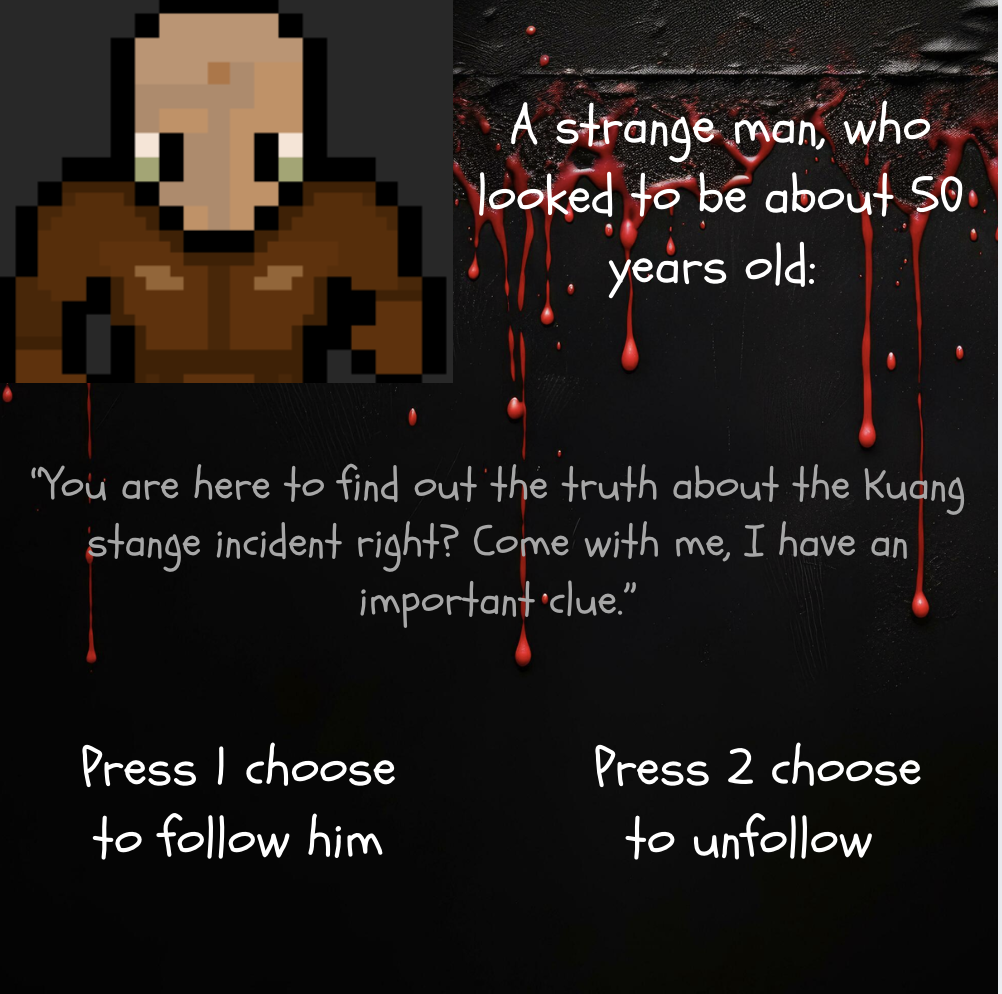 A strange man, who
looked to be about 50
years old:
“You are here to find out the truth about the Kuang
stange incident right? Come with me, I have an
important clue.”
Press 1 choose
to follow him
Press 2 choose
to unfollow